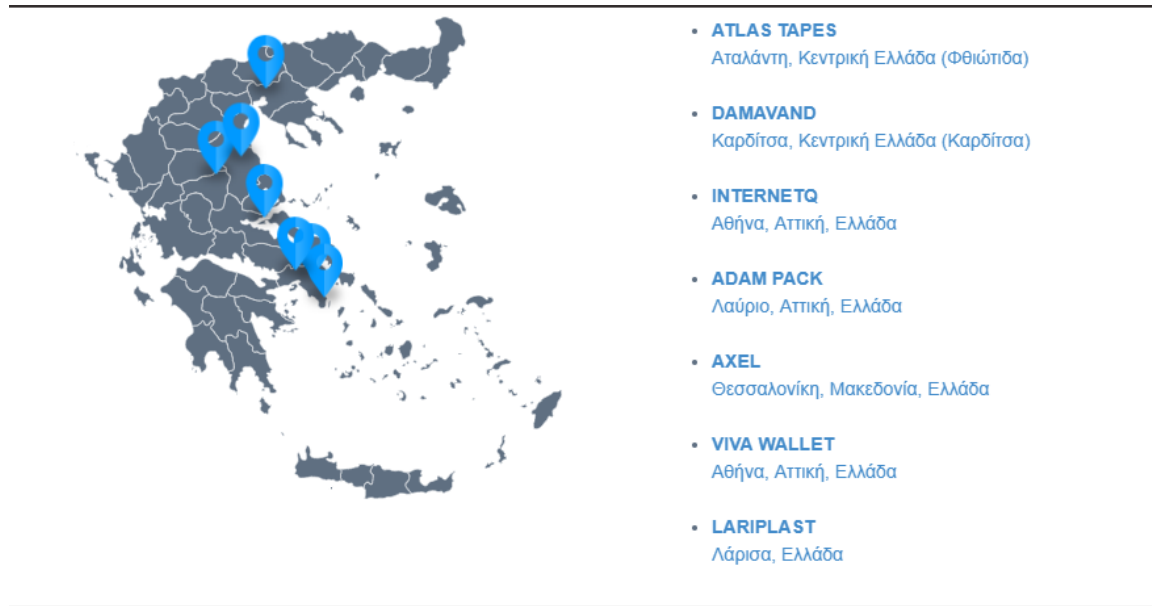 ATLAS TAPES
Αταλάντη, Κεντρική Ελλάδα (Φθιώτιδα)
DAMAVAND
Καρδίτσα, Κεντρική Ελλάδα (Καρδίτσα)
INTERNETQ
Αθήνα, Αττική, Ελλάδα
ADAM PACK
Λαύριο, Αττική, Ελλάδα
AXEL
Θεσσαλονίκη, Μακεδονία, Ελλάδα
VIVA WALLET
Αθήνα, Αττική, Ελλάδα
LARIPLAST
Λάρισα, Ελλάδα